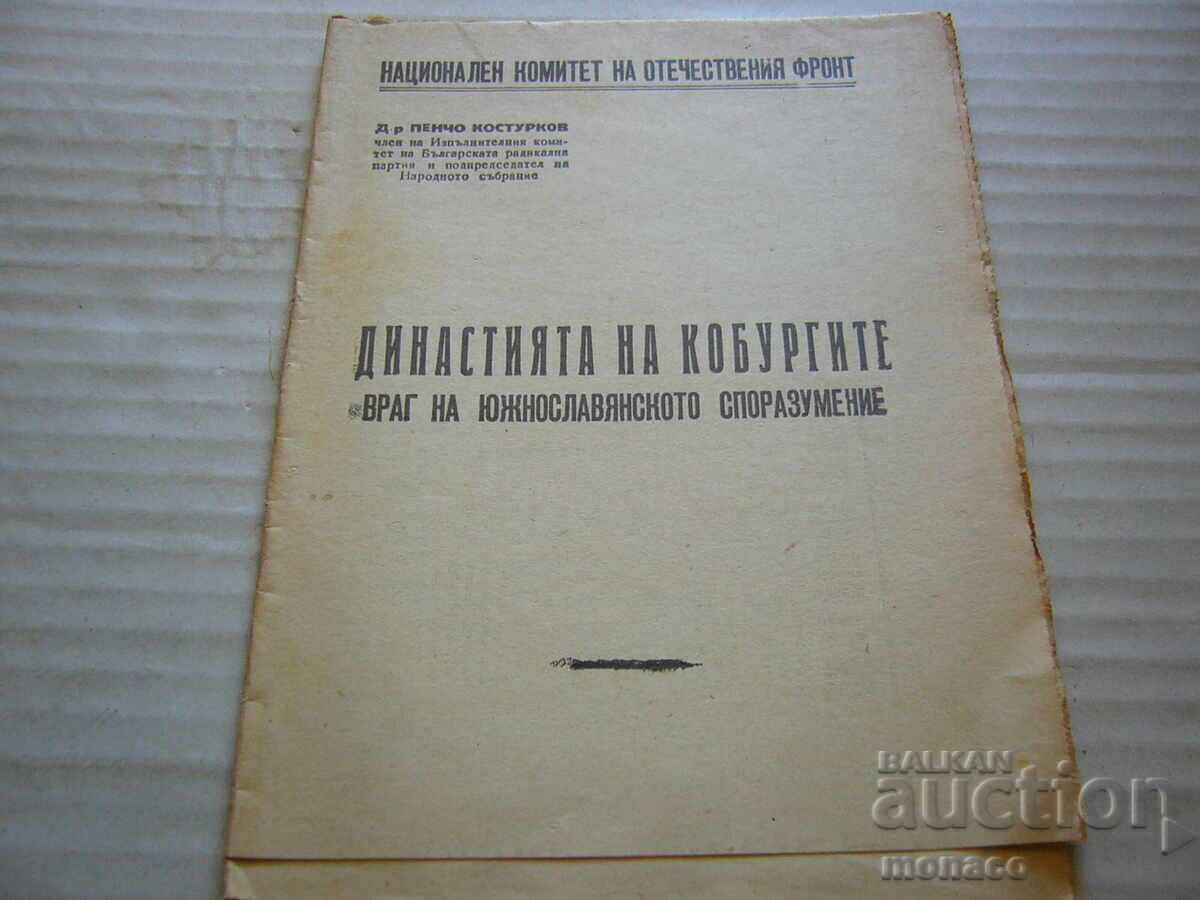 НАЦИОНАЛЕН КОМИТЕТ НА ОТЕЧЕСТВЕНИЯ ФРОНТ
Д-р ПЕНЧО КОСТУРКОВ
член на Изпълнителния коми-
тет на Българската радикална
партия и подпредседател на
Народното събрание
ДИНАСТИЯТА НА КОБУРГИТЕ
ВРАГ НА ЮЖНОСЛАВЯНСКОТО СПОРАЗУМЕНИЕ
BALKAN
auction
monaco